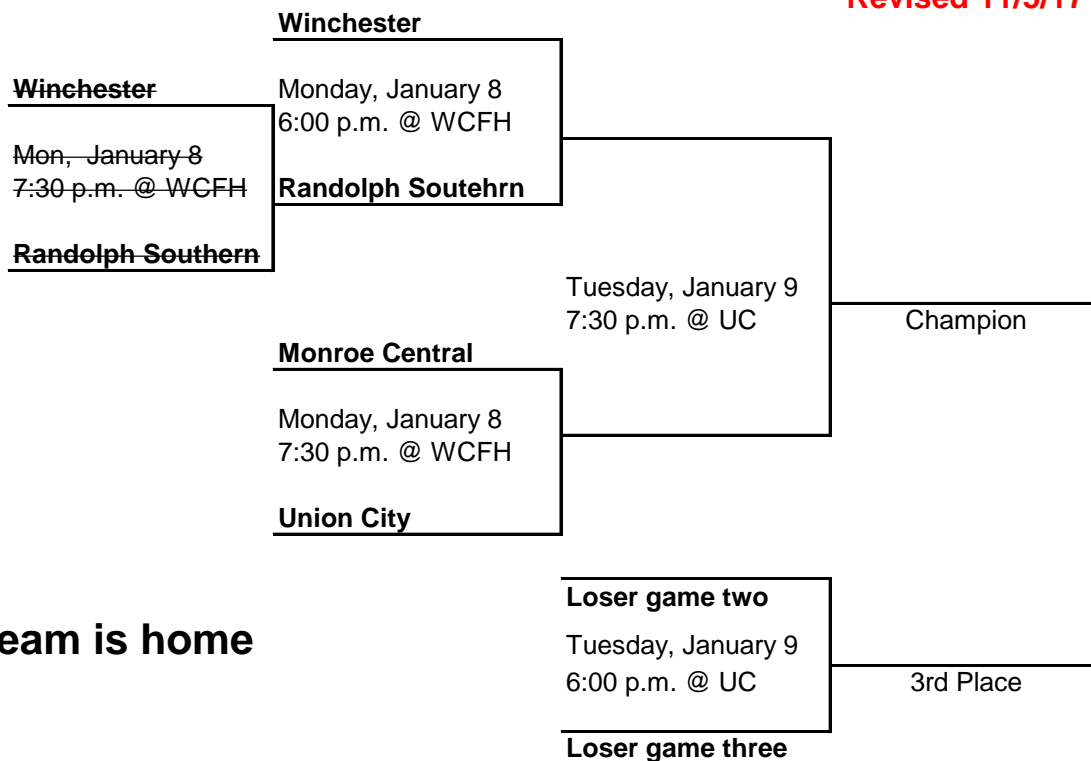 Revised 11/5/17
Winchester
Winchester
Monday, January 8
6:00 p.m. @ WCFH
Mon, January 8
7:30 p.m. @ WCFH
Randolph Soutehrn
Randolph Southern
Tuesday, January 9
7:30 p.m. @ UC
Champion
Monroe Central
Monday, January 8
7:30 p.m. @ WCFH
Union City
Loser game two
eam is home
Tuesday, January 9
6:00 p.m. @ UC
3rd Place
Loser game three